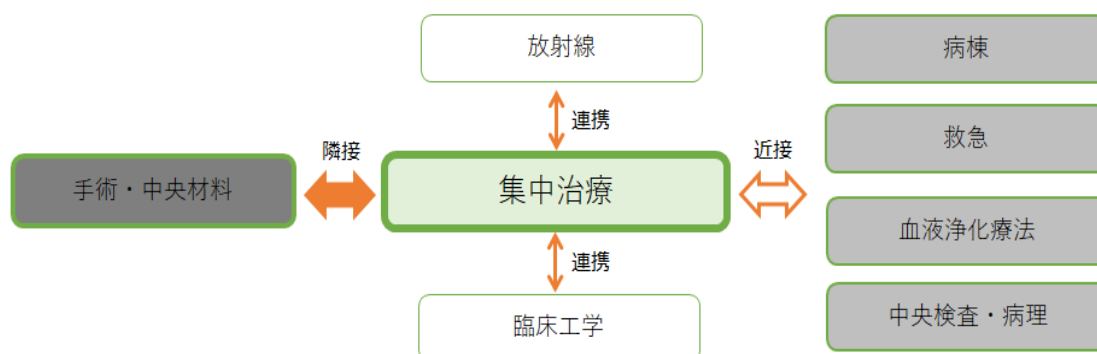 放射線
病棟
連携
救急
隣接
近接
手術・中央材料
集中治療
血液浄化療法
連携
臨床工学
中央検査・病理